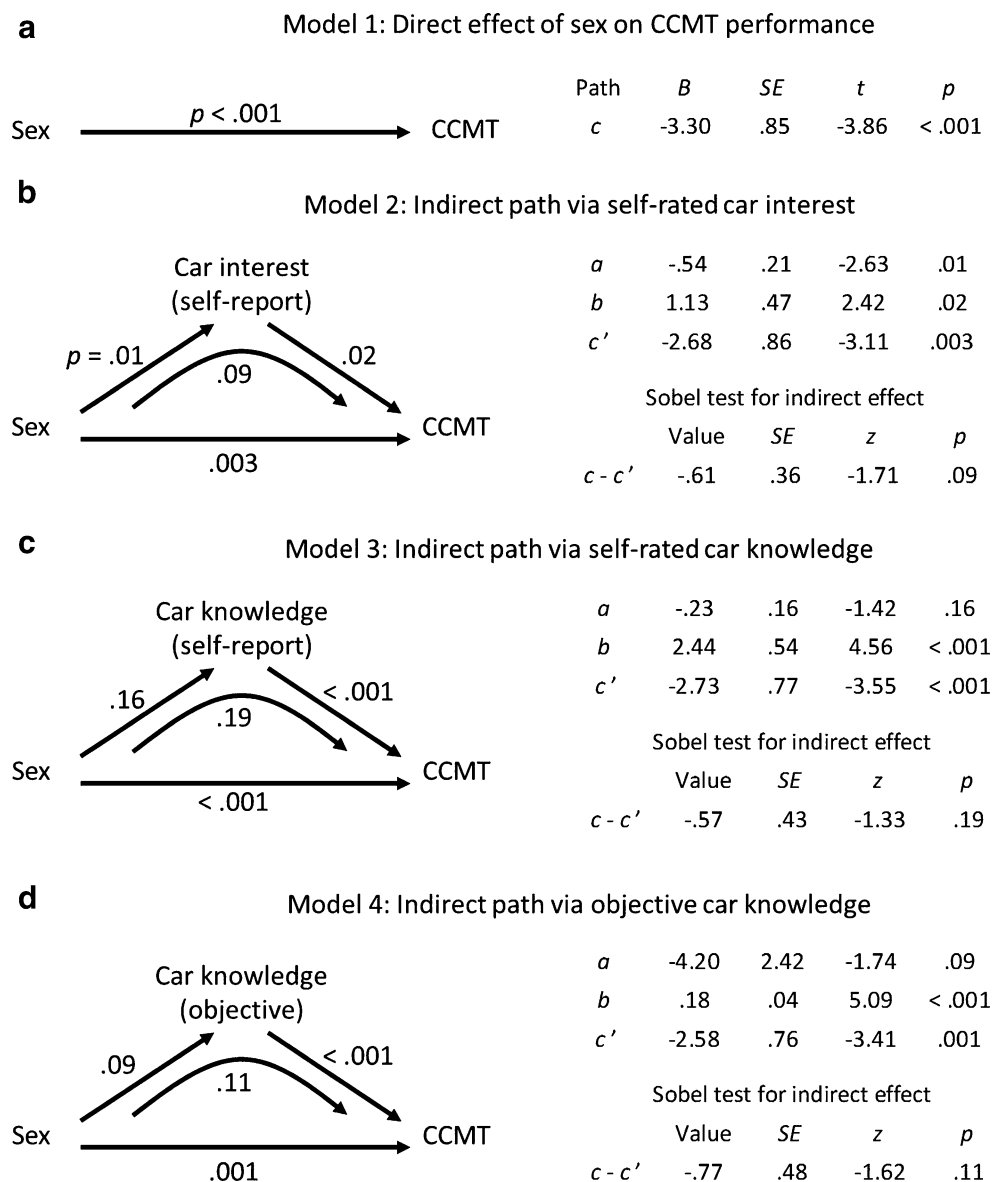 a
Model 1: Direct effect of sex on CCMT performance
Path B SE t p
p < .001
Sex CCMT
c -3.30 .85 -3.86 < .001
b
Model 2: Indirect path via self-rated car interest
Car interest
(self-report)
p = .01
.02
.09
Sex CCMT
.003
a -.54 .21 -2.63 .01
b 1.13 .47 2.42 .02
c' -2.68 .86 -3.11 .003
Sobel test for indirect effect
Value SE z p
c - c' -.61 .36 -1.71 .09
c
Model 3: Indirect path via self-rated car knowledge
Car knowledge
(self-report)
.16
< .001
.19
Sex CCMT
< .001
a -.23 .16 -1.42 .16
b 2.44 .54 4.56 < .001
c' -2.73 .77 -3.55 < .001
Sobel test for indirect effect
Value SE z p
c - c' -.57 .43 -1.33 .19
d
Model 4: Indirect path via objective car knowledge
Car knowledge
(objective)
.09
< .001
.11
Sex CCMT
.001
a -4.20 2.42 -1.74 .09
b .18 .04 5.09 < .001
c' -2.58 .76 -3.41 .001
Sobel test for indirect effect
Value SE z p
c - c' -.77 .48 -1.62 .11